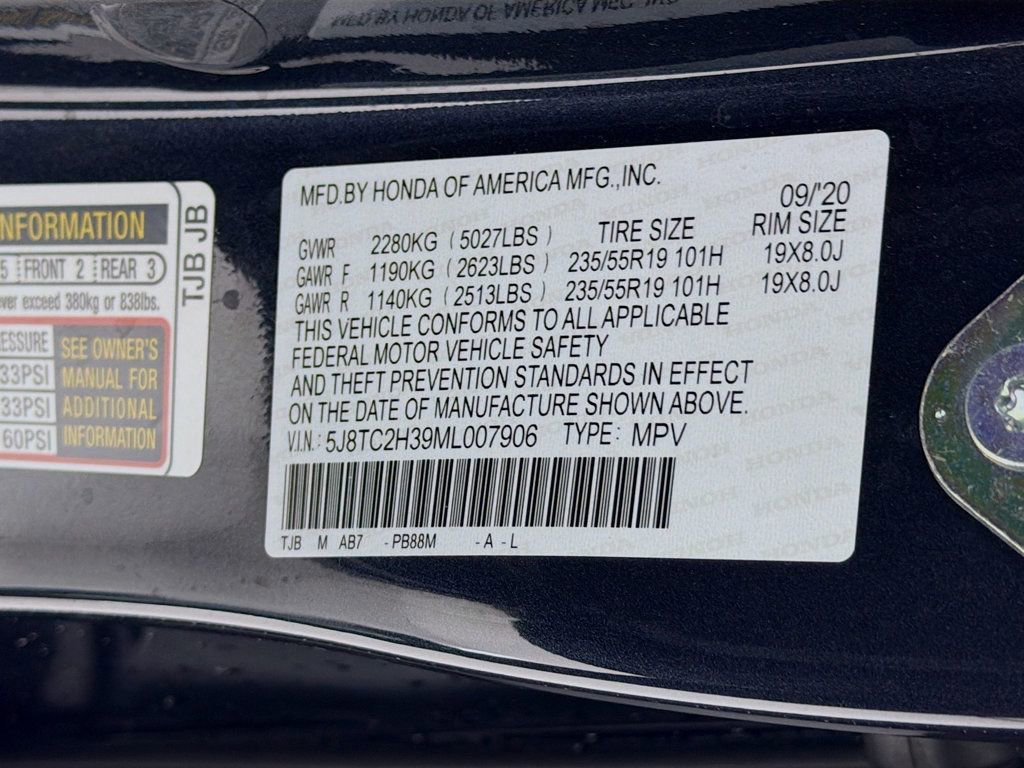 MFD.BY HONDA OF AMERICA MFG.,INC.
09/'20
GVWR 2280KG (5027LBS) TIRE SIZE RIM SIZE
GAWR F 1190KG (2623LBS) 235/55R19 101H 19X8.0J
GAWR R 1140KG (2513LBS) 235/55R19 101H 19X8.0J
THIS VEHICLE CONFORMS TO ALL APPLICABLE
FEDERAL MOTOR VEHICLE SAFETY
AND THEFT PREVENTION STANDARDS IN EFFECT
ON THE DATE OF MANUFACTURE SHOWN ABOVE.
V.I.N.: 5J8TC2H39ML007906 TYPE: MPV
TJB M AB7 -PB88M -A -L
INFORMATION
5 FRONT 2 REAR 3
never exceed 380kg or 838lbs.
33PSI
33PSI
60PSI
SEE OWNER'S
MANUAL FOR
ADDITIONAL
INFORMATION
TJB JB